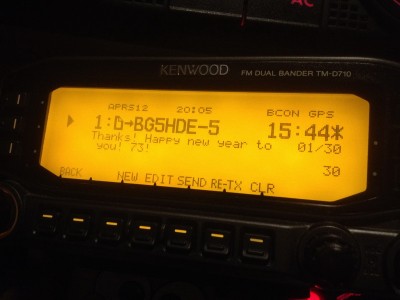 AC
KENWOOD FM DUAL BANDER TM-D710
APRS12 20:05 BCON GPS
1:D→BG5HDE-5 15:44*
Thanks! Happy new year to 01/30
you! 73!
30
BACK NEW EDIT SEND RE-TX CLR